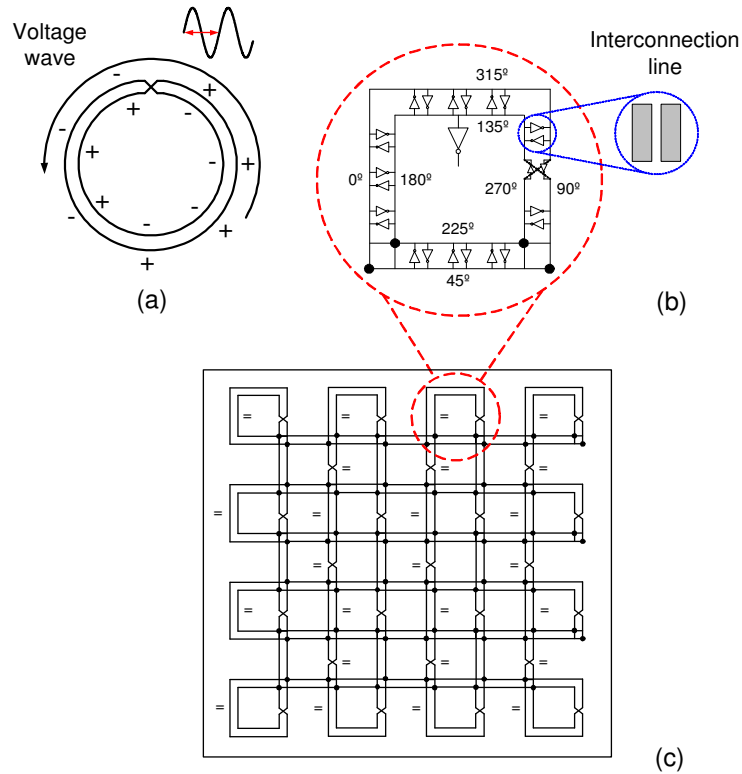 Voltage
wave
Interconnection
line
315º
135º
0º
180º
270º
90º
225º
45º
(a)
(b)
(c)